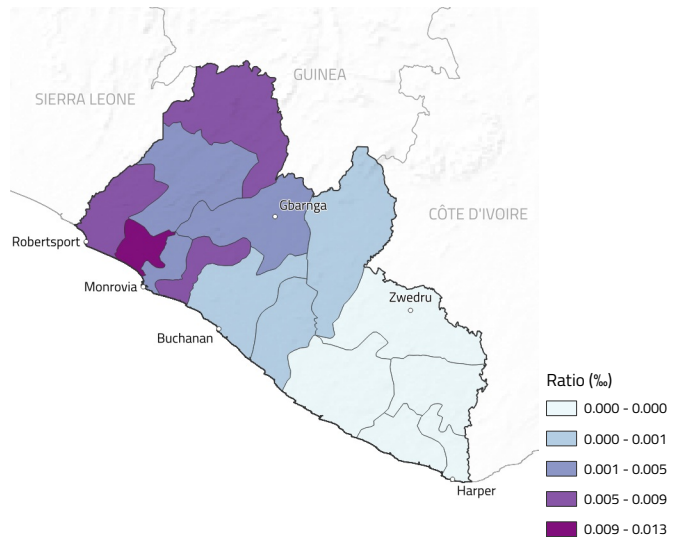 GUINEA
SIERRA LEONE
Gbarnga
CÔTE D'IVOIRE
Robertsport
Monrovia
Zwedru
Buchanan
Ratio (‰)
0.000 - 0.000
0.000 - 0.001
0.001 - 0.005
0.005 - 0.009
0.009 - 0.013
Harper